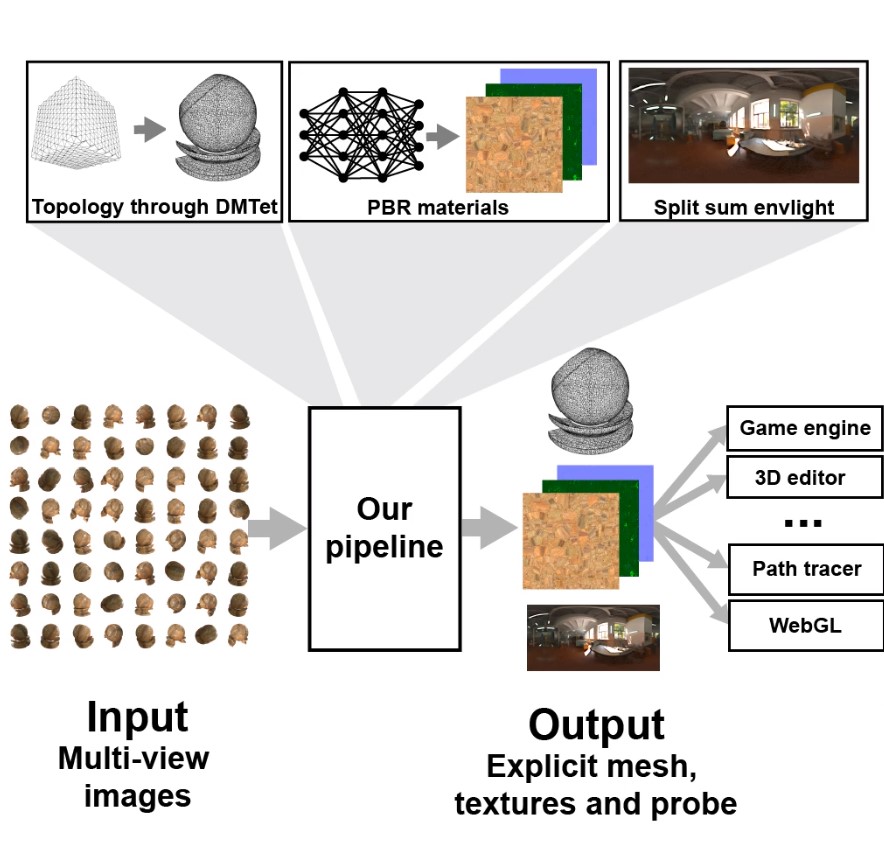 Topology through DMTet
PBR materials
Split sum envlight
Our
pipeline
Game engine
3D editor
...
Path tracer
WebGL
Input
Multi-view
images
Output
Explicit mesh,
textures and probe